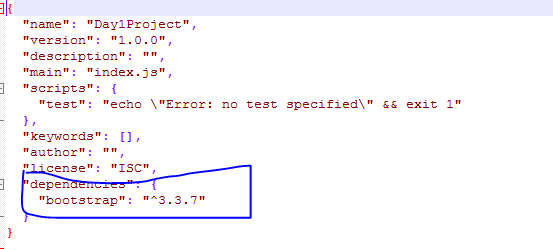 {
"name": "Day1Project",
"version": "1.0.0",
"description": "",
"main": "index.js",
"scripts": {
"test": "echo \"Error: no test specified\" && exit 1"
},
"keywords": [],
"author": "",
"license": "ISC",
"dependencies": {
"bootstrap": "^3.3.7"
}
}